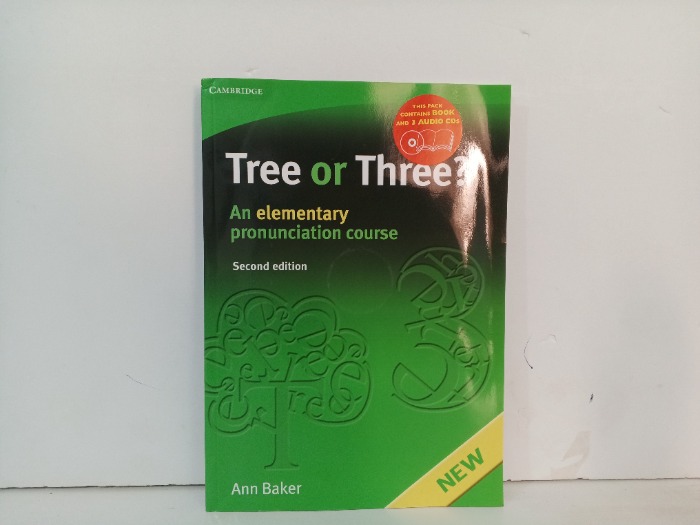 CAMBRIDGE
THIS PACK
CONTAINS BOOK
AND 3 AUDIO CDs
Tree or Three?
An elementary
pronunciation course
Second edition
Tree
NEW
Ann Baker